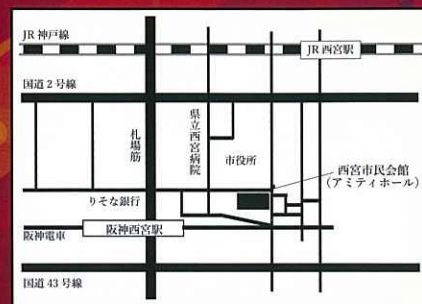 JR 神戸線
JR 西宮駅
国道 2 号線
札場筋
県立西宮病院
市役所
西宮市民会館
(アミティホール)
りそな銀行
阪神電車
阪神西宮駅
国道 43 号線